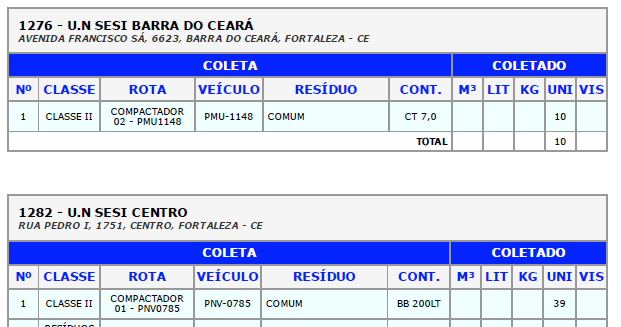 1276 - U.N SESI BARRA DO CEARÁ
AVENIDA FRANCISCO SÁ, 6623, BARRA DO CEARÁ, FORTALEZA - CE
COLETA COLETADO
Nº CLASSE ROTA VEÍCULO RESÍDUO CONT. M³ LIT KG UNI VIS
1 CLASSE II COMPACTADOR 02 - PMU1148 PMU-1148 COMUM CT 7,0 10
TOTAL 10
1282 - U.N SESI CENTRO
RUA PEDRO I, 1751, CENTRO, FORTALEZA - CE
COLETA COLETADO
Nº CLASSE ROTA VEÍCULO RESÍDUO CONT. M³ LIT KG UNI VIS
1 CLASSE II COMPACTADOR 01 - PNV0785 PNV-0785 COMUM BB 200LT 39